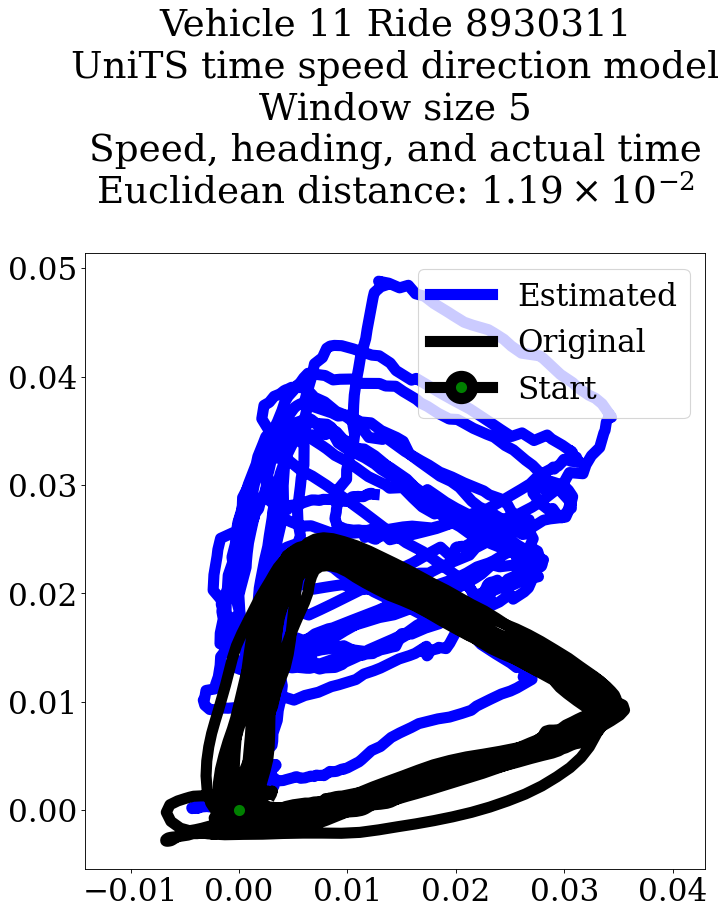 Vehicle 11 Ride 8930311
UniTS time speed direction model
Window size 5
Speed, heading, and actual time
Euclidean distance: 1.19 × 10⁻²
Estimated
Original
Start
0.05
0.04
0.03
0.02
0.01
0.00
−0.01 0.00 0.01 0.02 0.03 0.04